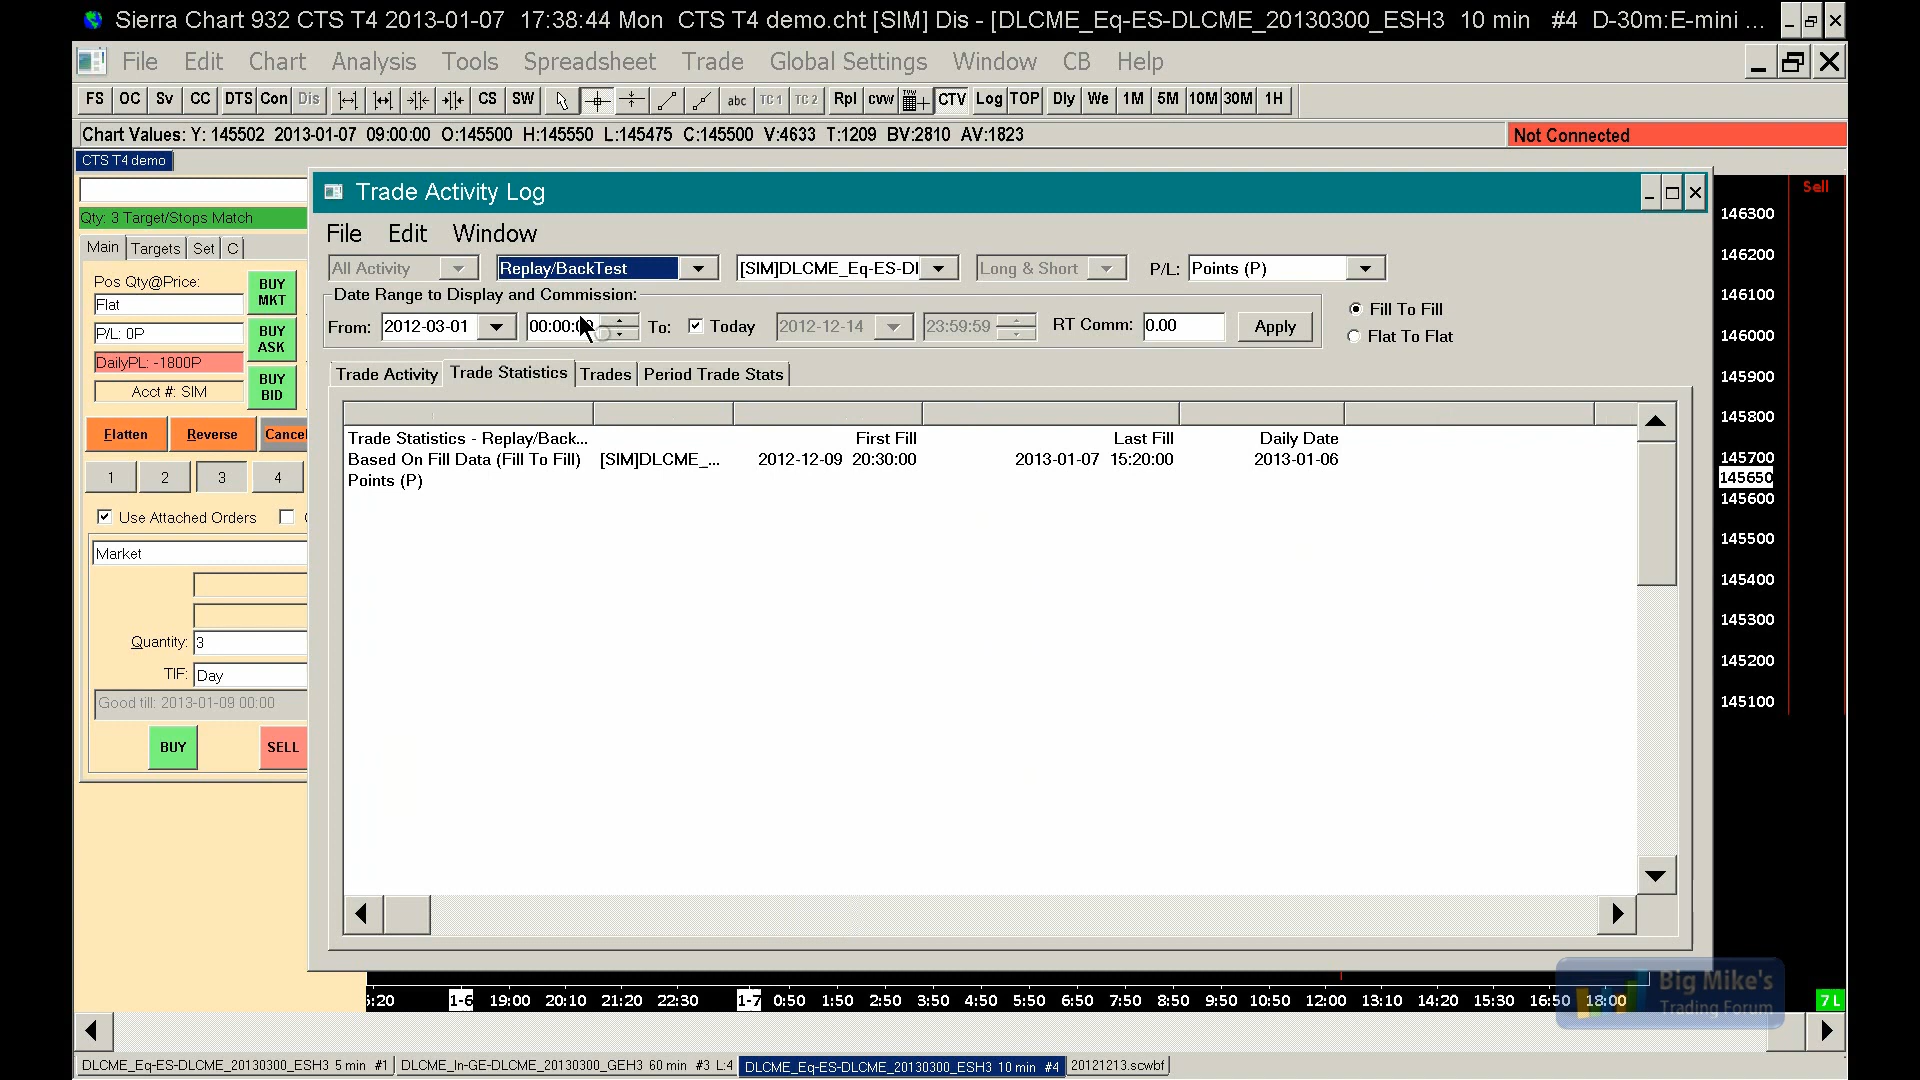 Sierra Chart 932 CTS T4 2013-01-07 17:38:44 Mon CTS T4 demo.cht [SIM] Dis - [DLCME_Eq-ES-DLCME_20130300_ESH3 10 min #4 D-30m:E-mini ...
File Edit Chart Analysis Tools Spreadsheet Trade Global Settings Window CB Help
FS OC Sv CC DTS Con Dis CS SW abc TC 1 TC 2 Rpl cvw CTV Log TOP Dly We 1M 5M 10M 30M 1H
Chart Values: Y: 145502 2013-01-07 09:00:00 O:145500 H:145550 L:145475 C:145500 V:4633 T:1209 BV:2810 AV:1823
Not Connected
CTS T4 demo
Qty: 3 Target/Stops Match
Main Targets Set C
Pos Qty@Price:
Flat
BUY MKT
P/L: 0P
BUY ASK
DailyPL: -1800P
Acct #: SIM
BUY BID
Flatten Reverse Cancel
1 2 3 4
Use Attached Orders
Market
Quantity: 3
TIF: Day
Good till: 2013-01-09 00:00
BUY SELL
Trade Activity Log
File Edit Window
All Activity Replay/BackTest [SIM]DLCME_Eq-ES-DI Long & Short P/L: Points (P)
Date Range to Display and Commission:
From: 2012-03-01 00:00: To: Today 2012-12-14 23:59:59 RT Comm: 0.00 Apply
Fill To Fill
Flat To Flat
Trade Activity Trade Statistics Trades Period Trade Stats
Trade Statistics - Replay/Back... First Fill Last Fill Daily Date
Based On Fill Data (Fill To Fill) [SIM]DLCME_... 2012-12-09 20:30:00 2013-01-07 15:20:00 2013-01-06
Points (P)
Sell
146300
146200
146100
146000
145900
145800
145700
145650
145600
145500
145400
145300
145200
145100
Big Mike's
Trading Forum
:20 1-6 19:00 20:10 21:20 22:30 1-7 0:50 1:50 2:50 3:50 4:50 5:50 6:50 7:50 8:50 9:50 10:50 12:00 13:10 14:20 15:30 16:50 18:00
7 L
DLCME_Eq-ES-DLCME_20130300_ESH3 5 min #1 DLCME_In-GE-DLCME_20130300_GEH3 60 min #3 L:4 DLCME_Eq-ES-DLCME_20130300_ESH3 10 min #4 20121213.scwbf